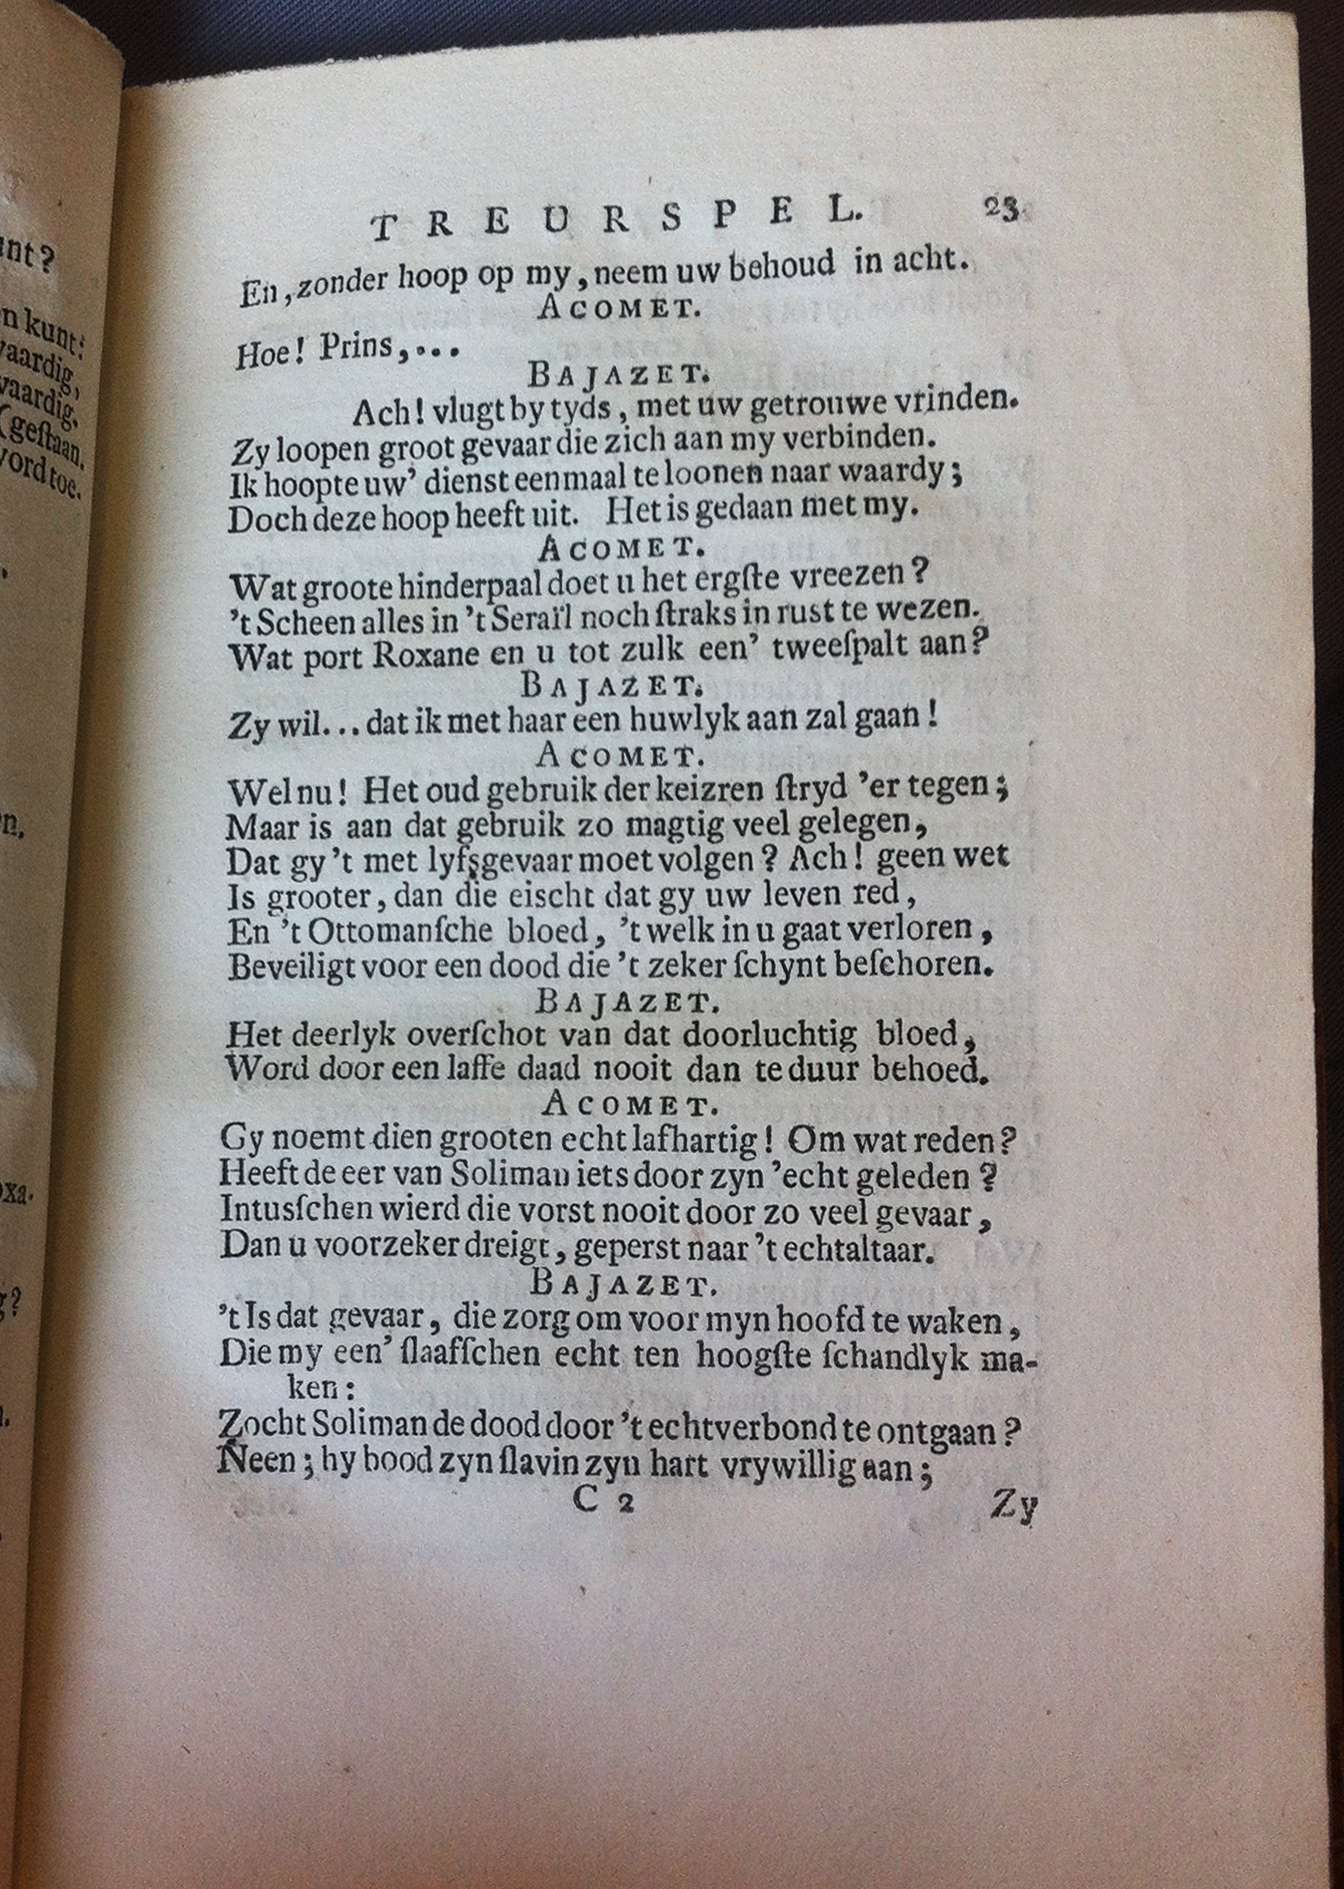 TREURSPEL. 23
En, zonder hoop op my, neem uw behoud in acht.
ACOMET.
Hoe! Prins,...
BAJAZET.
Ach! vlugt by tyds, met uw getrouwe vrinden.
Zy loopen groot gevaar die zich aan my verbinden.
Ik hoopte uw' dienst eenmaal te loonen naar waardy;
Doch deze hoop heeft uit. Het is gedaan met my.
ACOMET.
Wat groote hinderpaal doet u het ergſte vreezen?
't Scheen alles in 't Seraïl noch ſtraks in rust te wezen.
Wat port Roxane en u tot zulk een' tweeſpalt aan?
BAJAZET.
Zy wil... dat ik met haar een huwlyk aan zal gaan!
ACOMET.
Wel nu! Het oud gebruik der keizren ſtryd 'er tegen;
Maar is aan dat gebruik zo magtig veel gelegen,
Dat gy 't met lyfsgevaar moet volgen? Ach! geen wet
Is grooter, dan die eischt dat gy uw leven red,
En 't Ottomanſche bloed, 't welk in u gaat verloren,
Beveiligt voor een dood die 't zeker ſchynt beſchoren.
BAJAZET.
Het deerlyk overſchot van dat doorluchtig bloed,
Word door een laffe daad nooit dan te duur behoed.
ACOMET.
Gy noemt dien grooten echt lafhartig! Om wat reden?
Heeft de eer van Soliman iets door zyn 'echt geleden?
Intusſchen wierd die vorst nooit door zo veel gevaar,
Dan u voorzeker dreigt, geperst naar 't echtaltaar.
BAJAZET.
't Is dat gevaar, die zorg om voor myn hoofd te waken,
Die my een' ſlaafſchen echt ten hoogſte ſchandlyk ma-
ken:
Zocht Soliman de dood door 't echtverbond te ontgaan?
Neen; hy bood zyn ſlavin zyn hart vrywillig aan;
C 2 Zy
unt?
n kunt:
vaardig,
vaardig.
(geſtaan.
word toe.
n,
oxa-
g?
n.